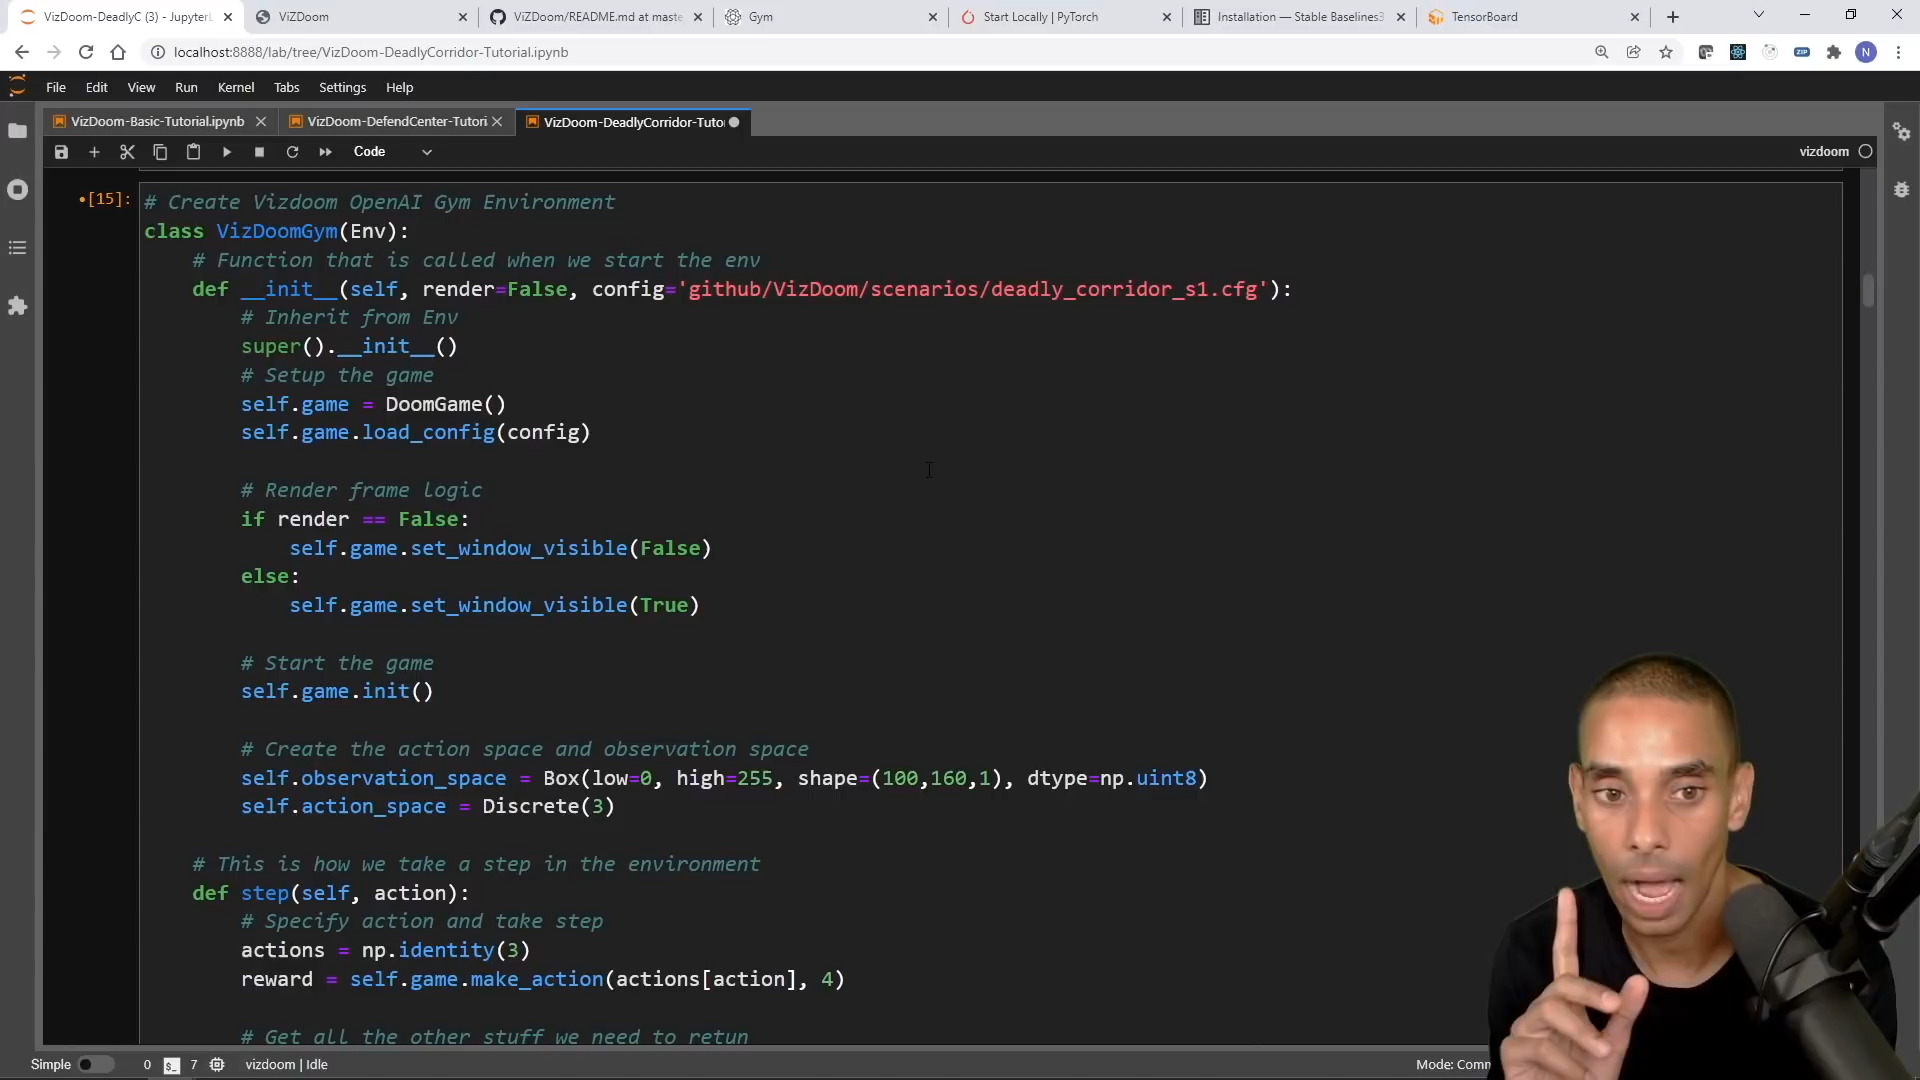 VizDoom-DeadlyC (3) - JupyterL
ViZDoom
ViZDoom/README.md at maste
Gym
Start Locally | PyTorch
Installation — Stable Baselines3
TensorBoard
localhost:8888/lab/tree/VizDoom-DeadlyCorridor-Tutorial.ipynb
ZIP
N
File Edit View Run Kernel Tabs Settings Help
VizDoom-Basic-Tutorial.ipynb
VizDoom-DefendCenter-Tutori
VizDoom-DeadlyCorridor-Tuto
Code
vizdoom
[15]:
# Create Vizdoom OpenAI Gym Environment
class VizDoomGym(Env):
# Function that is called when we start the env
def __init__(self, render=False, config='github/VizDoom/scenarios/deadly_corridor_s1.cfg'):
# Inherit from Env
super().__init__()
# Setup the game
self.game = DoomGame()
self.game.load_config(config)
# Render frame logic
if render == False:
self.game.set_window_visible(False)
else:
self.game.set_window_visible(True)
# Start the game
self.game.init()
# Create the action space and observation space
self.observation_space = Box(low=0, high=255, shape=(100,160,1), dtype=np.uint8)
self.action_space = Discrete(3)
# This is how we take a step in the environment
def step(self, action):
# Specify action and take step
actions = np.identity(3)
reward = self.game.make_action(actions[action], 4)
# Get all the other stuff we need to retun
Simple 0 $_ 7 vizdoom | Idle
Mode: Comm